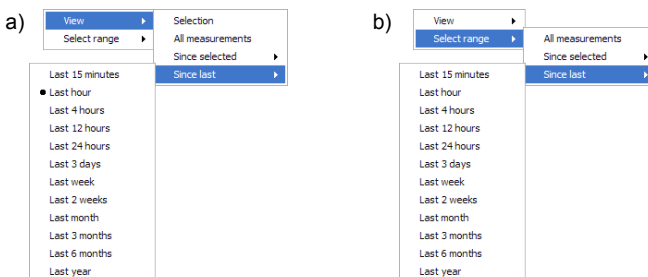 a)
View
Select range
Selection
All measurements
Since selected
Since last
Last 15 minutes
Last hour
Last 4 hours
Last 12 hours
Last 24 hours
Last 3 days
Last week
Last 2 weeks
Last month
Last 3 months
Last 6 months
Last year
b)
View
Select range
All measurements
Since selected
Since last
Last 15 minutes
Last hour
Last 4 hours
Last 12 hours
Last 24 hours
Last 3 days
Last week
Last 2 weeks
Last month
Last 3 months
Last 6 months
Last year